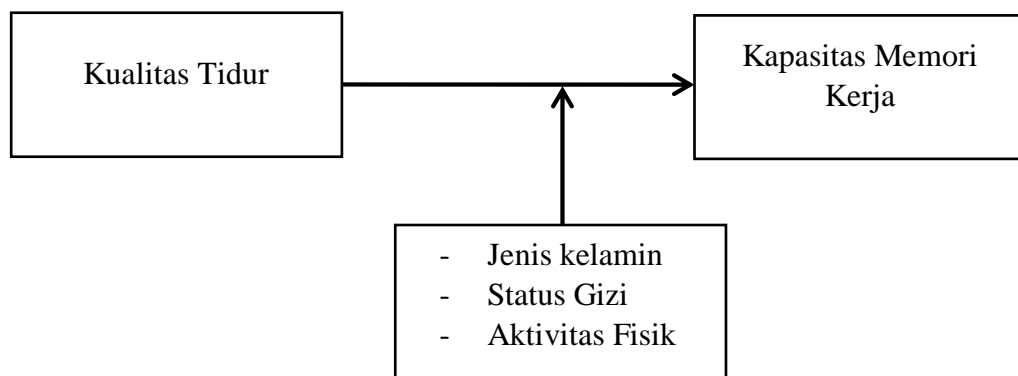 Kualitas Tidur
Kapasitas Memori
Kerja
- Jenis kelamin
- Status Gizi
- Aktivitas Fisik